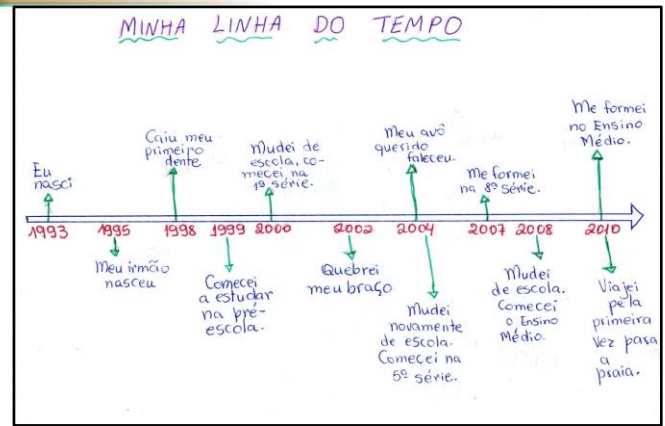 MINHA LINHA DO TEMPO
Eu
nasci
Caiu meu
primeiro
dente
Mudei de
escola, co-
mecei na
1ª série.
Meu avô
querido
faleceu.
Me formei
na 8ª série.
Me formei
no Ensino
Médio.
1993 1995 1998 1999 2000 2002 2004 2007 2008 2010
Meu irmão
nasceu
Comecei
a estudar
na pré-
escola.
Quebrei
meu braço
Mudei
novamente
de escola.
Começei na
5ª série.
Mudei
de escola.
Comecei
o Ensino
Médio.
Viajei
pela
primeira
vez para
a
praia.